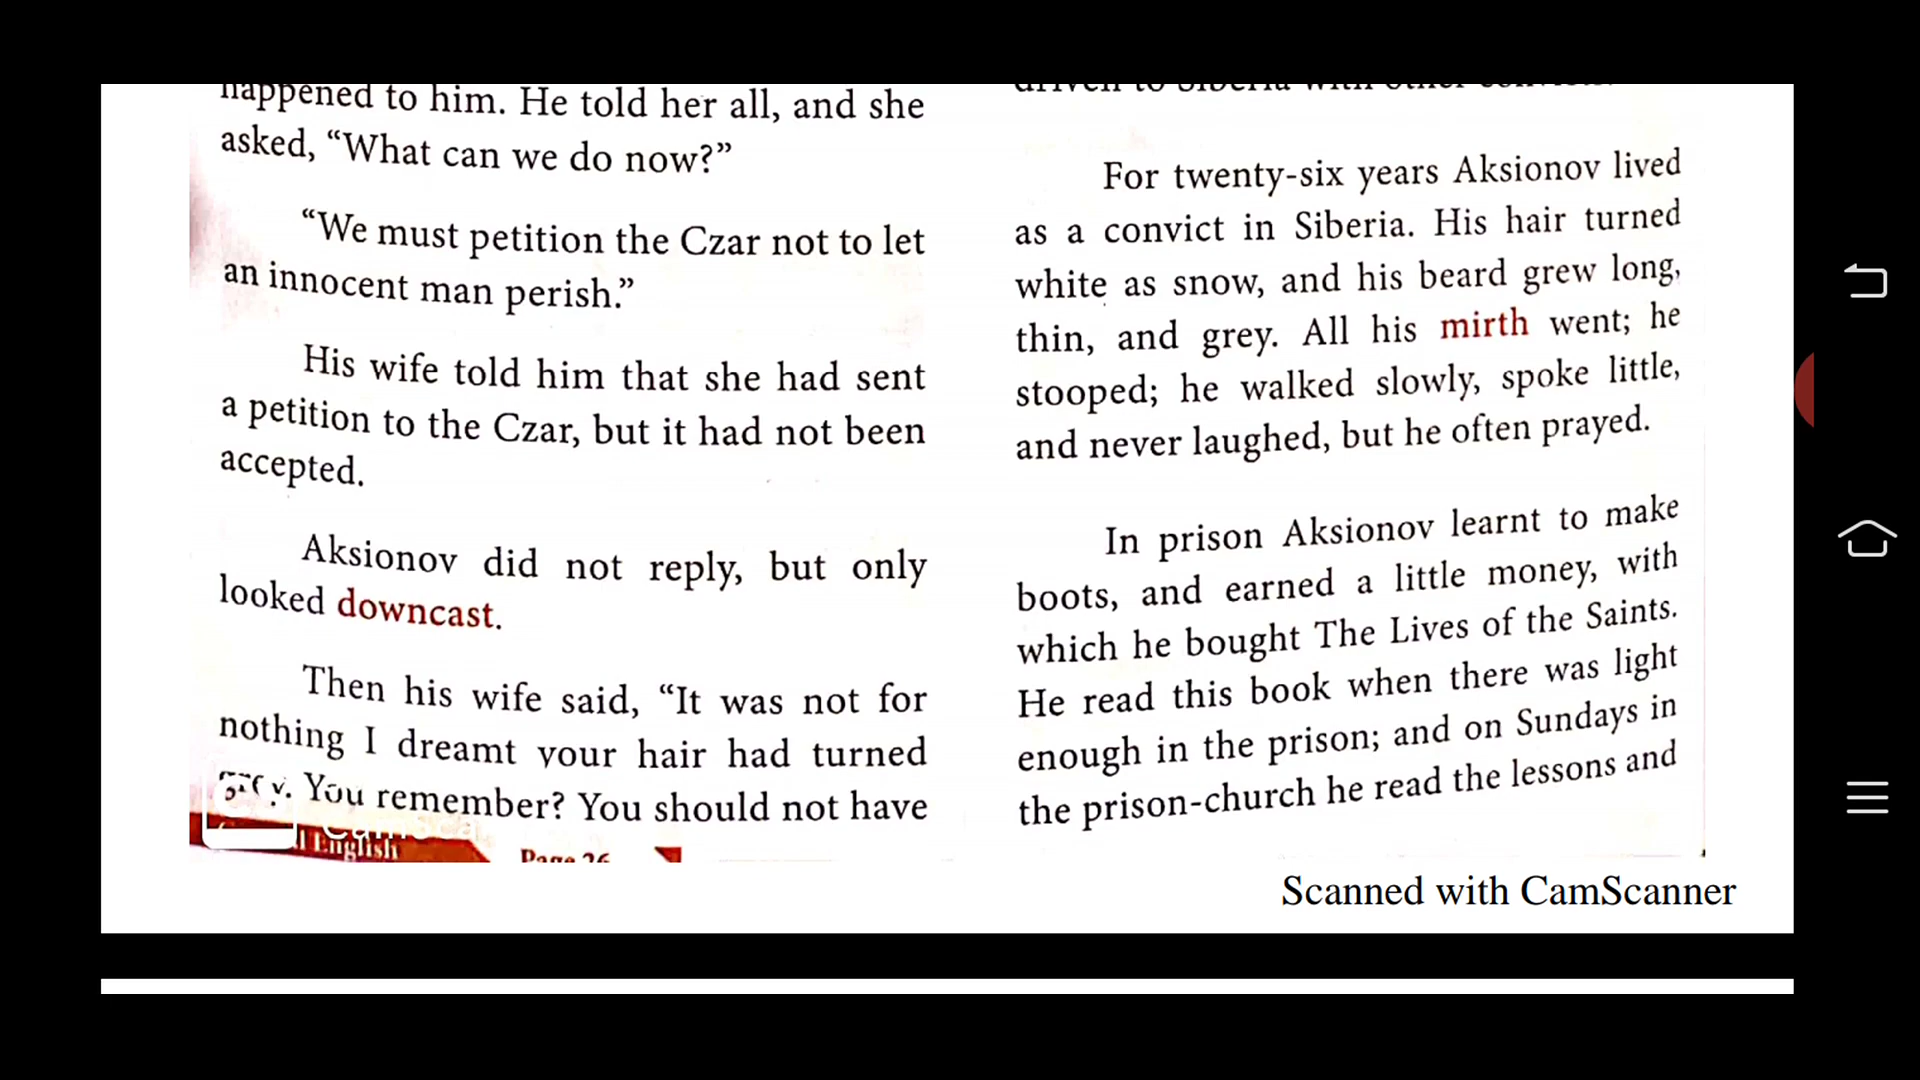 happened to him. He told her all, and she
asked, “What can we do now?”
“We must petition the Czar not to let
an innocent man perish.”
His wife told him that she had sent
a petition to the Czar, but it had not been
accepted.
Aksionov did not reply, but only
looked downcast.
Then his wife said, “It was not for
nothing I dreamt your hair had turned
You remember? You should not have
English
Page 26
driven to Siberia with other
For twenty-six years Aksionov lived
as a convict in Siberia. His hair turned
white as snow, and his beard grew long,
thin, and grey. All his mirth went; he
stooped; he walked slowly, spoke little,
and never laughed, but he often prayed.
In prison Aksionov learnt to make
boots, and earned a little money, with
which he bought The Lives of the Saints.
He read this book when there was light
enough in the prison; and on Sundays in
the prison-church he read the lessons and
Scanned with CamScanner